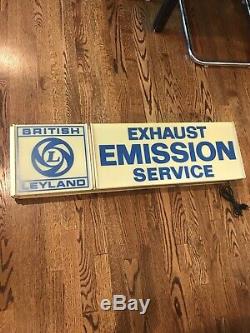 BRITISH
L
LEYLAND
EXHAUST
EMISSION
SERVICE